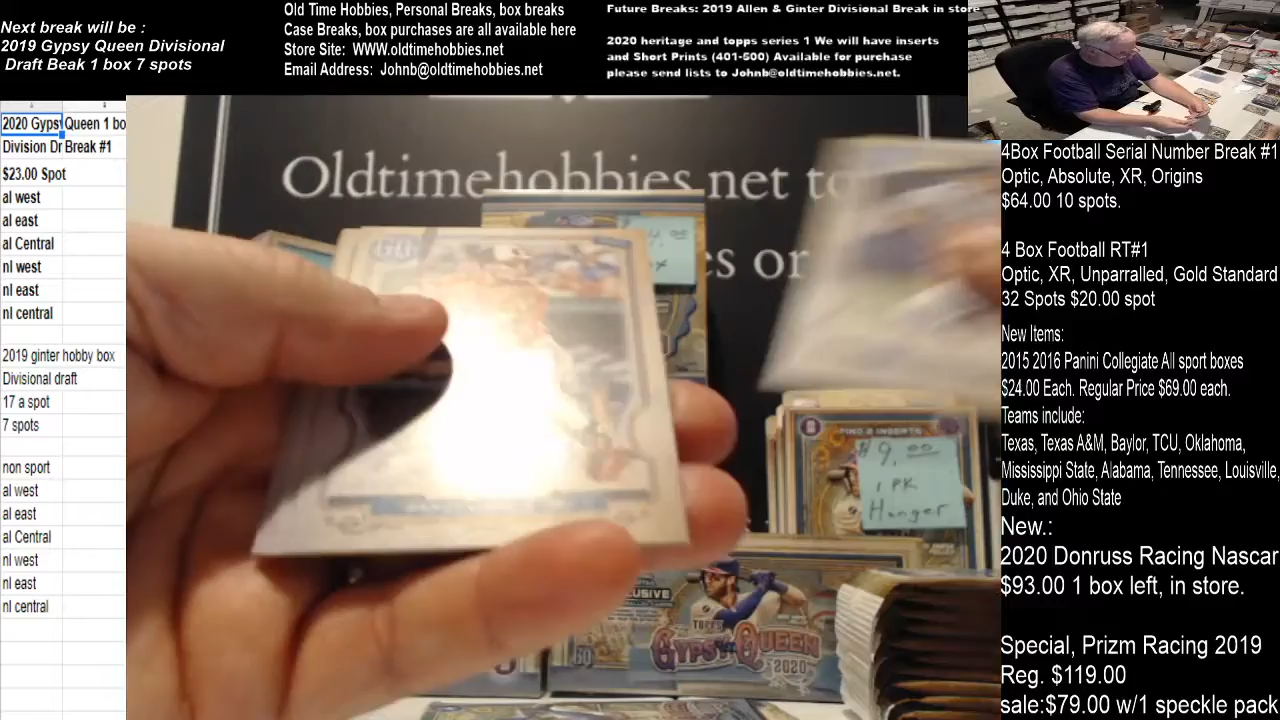 Next break will be :
2019 Gypsy Queen Divisional
Draft Beak 1 box 7 spots
Old Time Hobbies, Personal Breaks, box breaks
Case Breaks, box purchases are all available here
Store Site: WWW.oldtimehobbies.net
Email Address: Johnb@oldtimehobbies.net
Future Breaks: 2019 Allen & Ginter Divisional Break in store
2020 heritage and topps series 1 We will have inserts
and Short Prints (401-500) Available for purchase
please send lists to Johnb@oldtimehobbies.net.
2020 Gypsy Queen 1 bo
Division Dr Break #1
$23.00 Spot
al west
al east
al Central
nl west
nl east
nl central
2019 ginter hobby box
Divisional draft
17 a spot
7 spots
non sport
al west
al east
al Central
nl west
nl east
nl central
Oldtimehobbies.net to
es or
$9.00
1 PK
Hanger
TOPPS
GYPSY QUEEN
2020
4Box Football Serial Number Break #1
Optic, Absolute, XR, Origins
$64.00 10 spots.
4 Box Football RT#1
Optic, XR, Unparralled, Gold Standard
32 Spots $20.00 spot
New Items:
2015 2016 Panini Collegiate All sport boxes
$24.00 Each. Regular Price $69.00 each.
Teams include:
Texas, Texas A&M, Baylor, TCU, Oklahoma,
Mississippi State, Alabama, Tennessee, Louisville,
Duke, and Ohio State
New.:
2020 Donruss Racing Nascar
$93.00 1 box left, in store.
Special, Prizm Racing 2019
Reg. $119.00
sale:$79.00 w/1 speckle pack